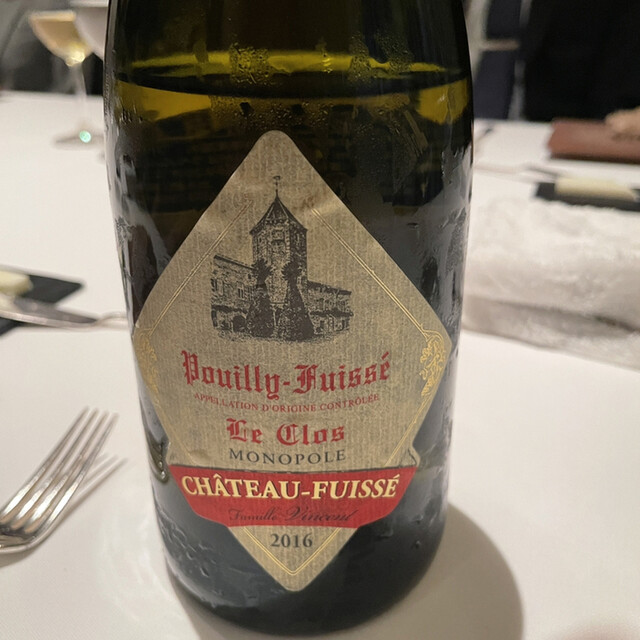 Pouilly-Fuissé
APPELLATION D'ORIGINE CONTRÔLÉE
Le Clos
MONOPOLE
CHÂTEAU-FUISSÉ
Famille Vincent
2016